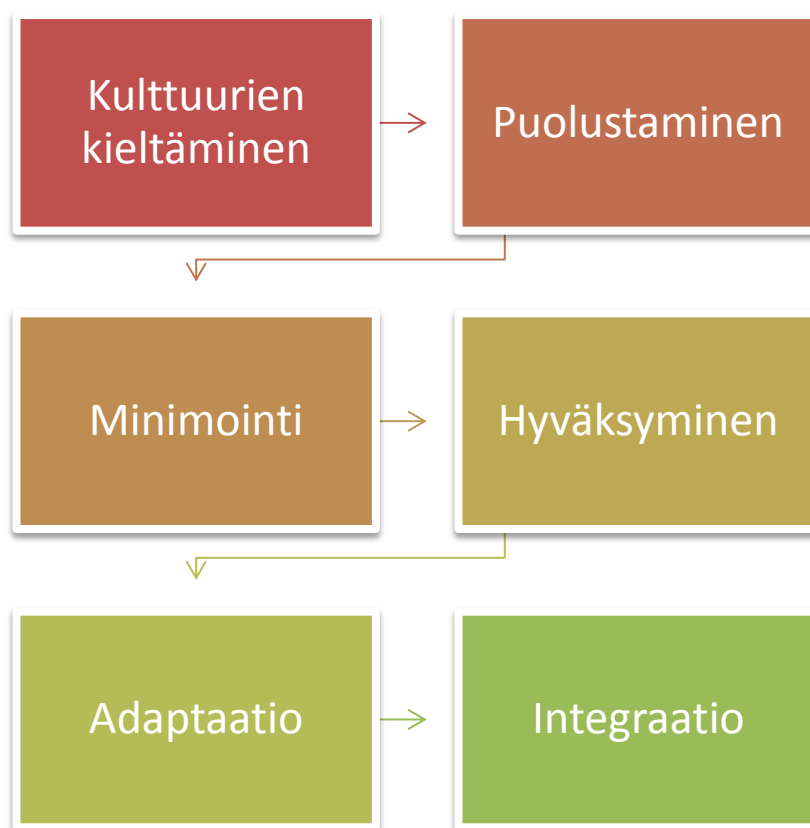 Kulttuurien
kieltäminen
Puolustaminen
Minimointi
Hyväksyminen
Adaptaatio
Integraatio